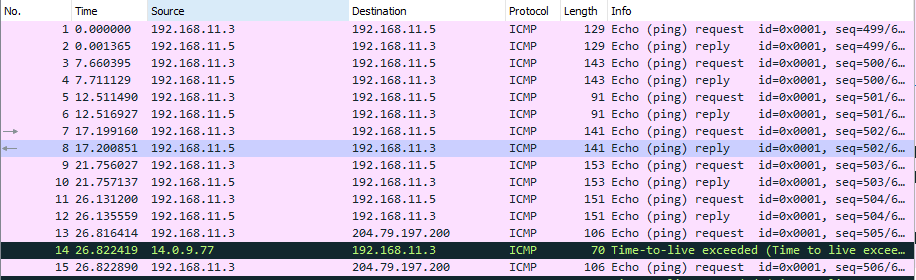 No. Time Source Destination Protocol Length Info
1 0.000000 192.168.11.3 192.168.11.5 ICMP 129 Echo (ping) request id=0x0001, seq=499/6…
2 0.001365 192.168.11.5 192.168.11.3 ICMP 129 Echo (ping) reply id=0x0001, seq=499/6…
3 7.660395 192.168.11.3 192.168.11.5 ICMP 143 Echo (ping) request id=0x0001, seq=500/6…
4 7.711129 192.168.11.5 192.168.11.3 ICMP 143 Echo (ping) reply id=0x0001, seq=500/6…
5 12.511490 192.168.11.3 192.168.11.5 ICMP 91 Echo (ping) request id=0x0001, seq=501/6…
6 12.516927 192.168.11.5 192.168.11.3 ICMP 91 Echo (ping) reply id=0x0001, seq=501/6…
7 17.199160 192.168.11.3 192.168.11.5 ICMP 141 Echo (ping) request id=0x0001, seq=502/6…
8 17.200851 192.168.11.5 192.168.11.3 ICMP 141 Echo (ping) reply id=0x0001, seq=502/6…
9 21.756027 192.168.11.3 192.168.11.5 ICMP 153 Echo (ping) request id=0x0001, seq=503/6…
10 21.757137 192.168.11.5 192.168.11.3 ICMP 153 Echo (ping) reply id=0x0001, seq=503/6…
11 26.131200 192.168.11.3 192.168.11.5 ICMP 151 Echo (ping) request id=0x0001, seq=504/6…
12 26.135559 192.168.11.5 192.168.11.3 ICMP 151 Echo (ping) reply id=0x0001, seq=504/6…
13 26.816414 192.168.11.3 204.79.197.200 ICMP 106 Echo (ping) request id=0x0001, seq=505/6…
14 26.822419 14.0.9.77 192.168.11.3 ICMP 70 Time-to-live exceeded (Time to live excee…
15 26.822890 192.168.11.3 204.79.197.200 ICMP 106 Echo (ping) request id=0x0001, seq=506/6…